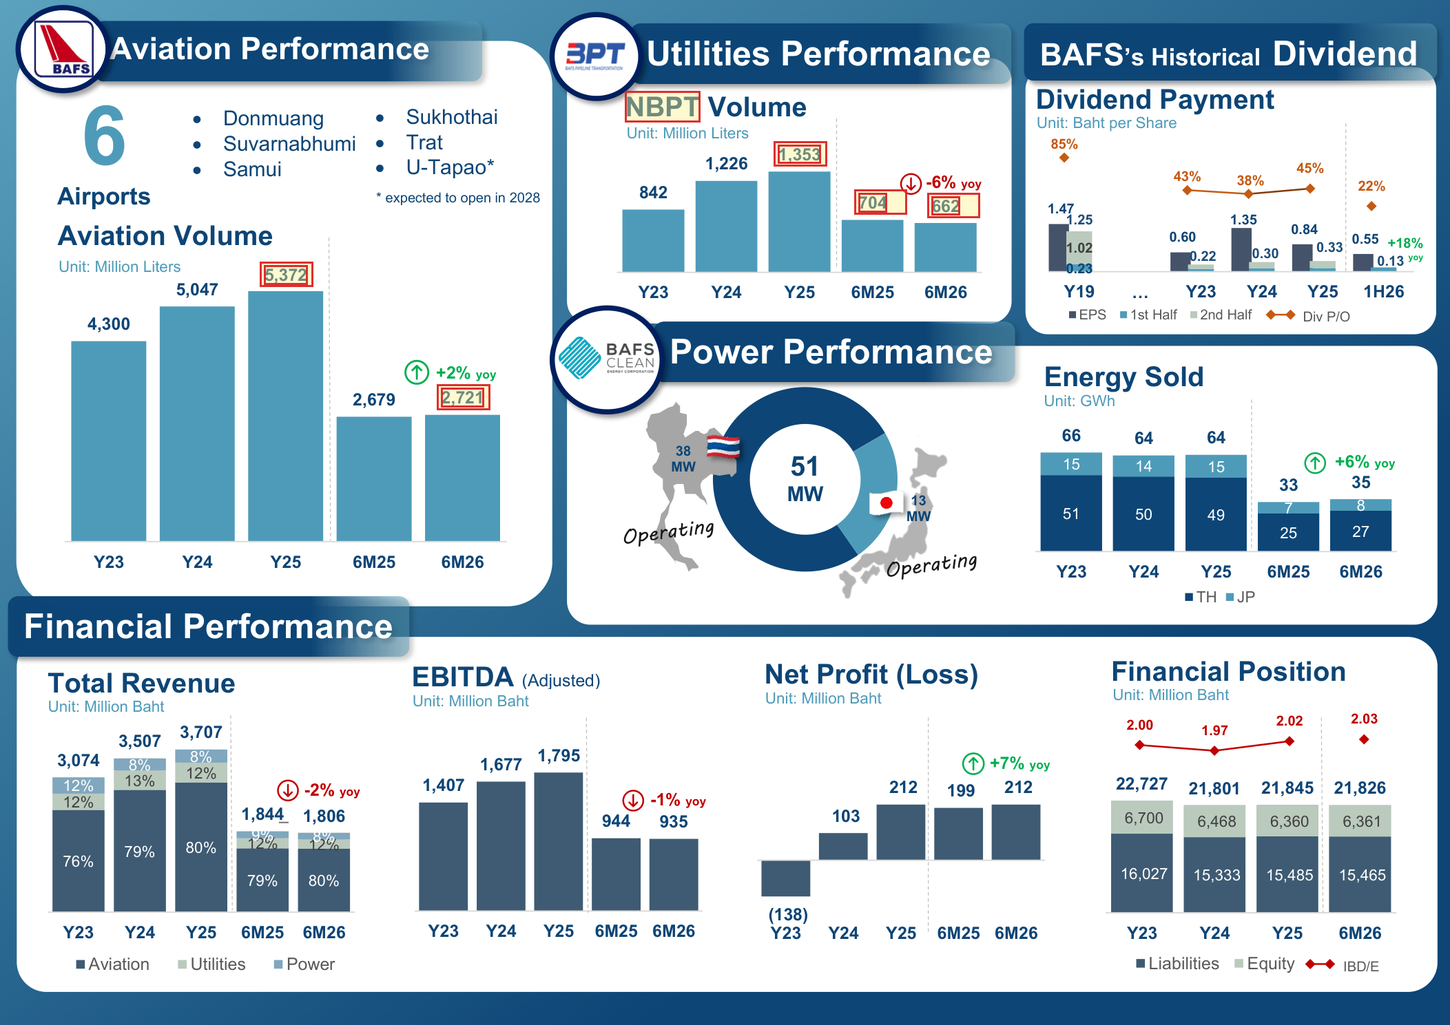 BAFS
Aviation Performance
6
Airports
• Donmuang
• Suvarnabhumi
• Samui
• Sukhothai
• Trat
• U-Tapao*
* expected to open in 2028
Aviation Volume
Unit: Million Liters
4,300
5,047
5,372
2,679
+2% yoy
2,721
Y23 Y24 Y25 6M25 6M26
BPT
BAFS PIPELINE TRANSPORTATION
Utilities Performance
NBPT Volume
Unit: Million Liters
842
1,226
1,353
704
-6% yoy
662
Y23 Y24 Y25 6M25 6M26
BAFS's Historical Dividend
Dividend Payment
Unit: Baht per Share
85%
43%
38%
45%
22%
1.47
1.25
1.02
0.23
0.60
0.22
1.35
0.30
0.84
0.33
0.55
0.13
+18%
yoy
Y19 ... Y23 Y24 Y25 1H26
EPS 1st Half 2nd Half Div P/O
BAFS
CLEAN
ENERGY CORPORATION
Power Performance
38
MW
51
MW
13
MW
Operating
Operating
Energy Sold
Unit: GWh
66
15
51
64
14
50
64
15
49
33
7
25
+6% yoy
35
8
27
Y23 Y24 Y25 6M25 6M26
TH JP
Financial Performance
Total Revenue
Unit: Million Baht
3,074
12%
12%
76%
3,507
8%
13%
79%
3,707
8%
12%
80%
1,844
9%
12%
79%
-2% yoy
1,806
8%
12%
80%
Y23 Y24 Y25 6M25 6M26
Aviation Utilities Power
EBITDA (Adjusted)
Unit: Million Baht
1,407
1,677
1,795
944
-1% yoy
935
Y23 Y24 Y25 6M25 6M26
Net Profit (Loss)
Unit: Million Baht
(138)
103
212
199
+7% yoy
212
Y23 Y24 Y25 6M25 6M26
Financial Position
Unit: Million Baht
2.00
1.97
2.02
2.03
22,727
6,700
16,027
21,801
6,468
15,333
21,845
6,360
15,485
21,826
6,361
15,465
Y23 Y24 Y25 6M26
Liabilities Equity IBD/E